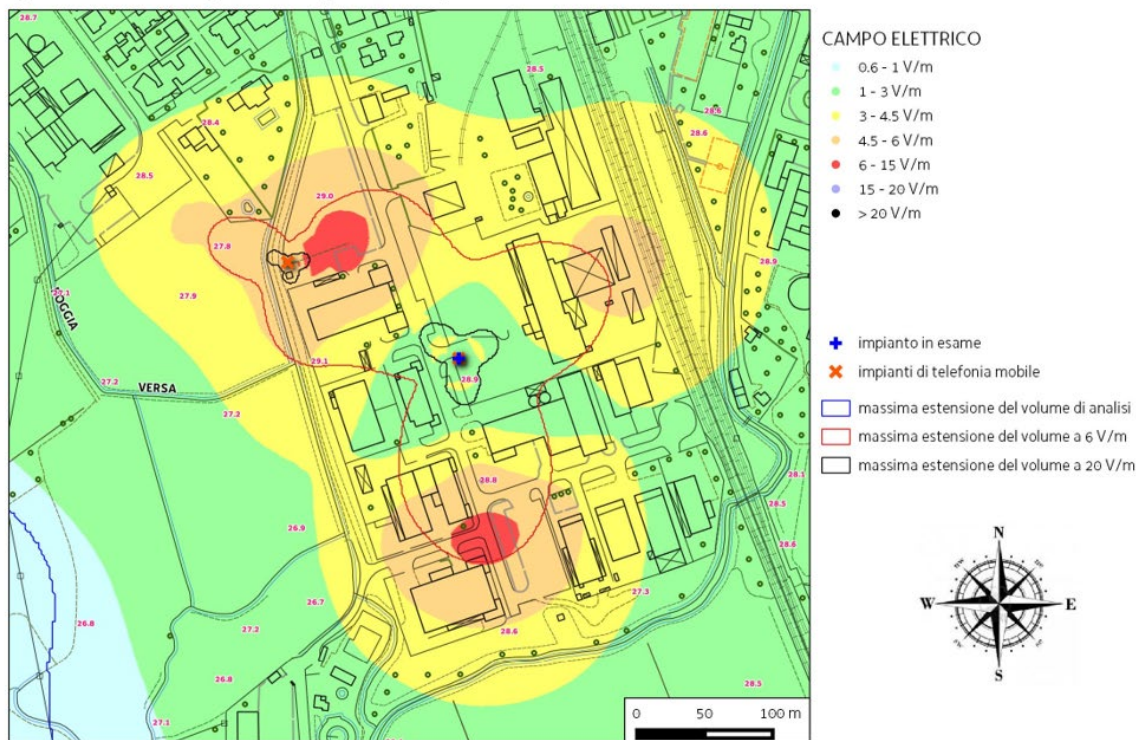 28.7
28.5
28.4
28.6
28.6
28.5
29.0
27.8
27.1
27.9
28.9
ROGGIA
29.1
27.2
VERSA
27.2
28.9
28.8
28.1
28.5
26.9
28.6
26.7
27.3
26.8
27.2
28.6
26.8
28.5
27.1
0 50 100 m
CAMPO ELETTRICO
0.6 - 1 V/m
1 - 3 V/m
3 - 4.5 V/m
4.5 - 6 V/m
6 - 15 V/m
15 - 20 V/m
> 20 V/m
impianto in esame
impianti di telefonia mobile
massima estensione del volume di analisi
massima estensione del volume a 6 V/m
massima estensione del volume a 20 V/m
N
W E
S